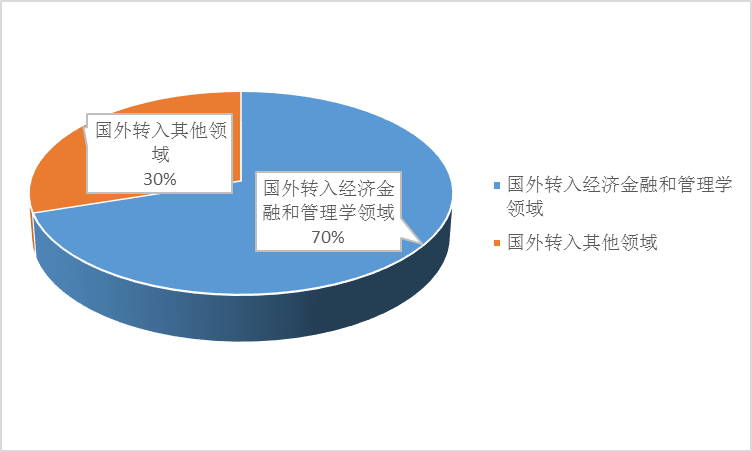 国外转入其他领
域
30%
国外转入经济金
融和管理学领域
70%
国外转入经济金融和管理学
领域
国外转入其他领域